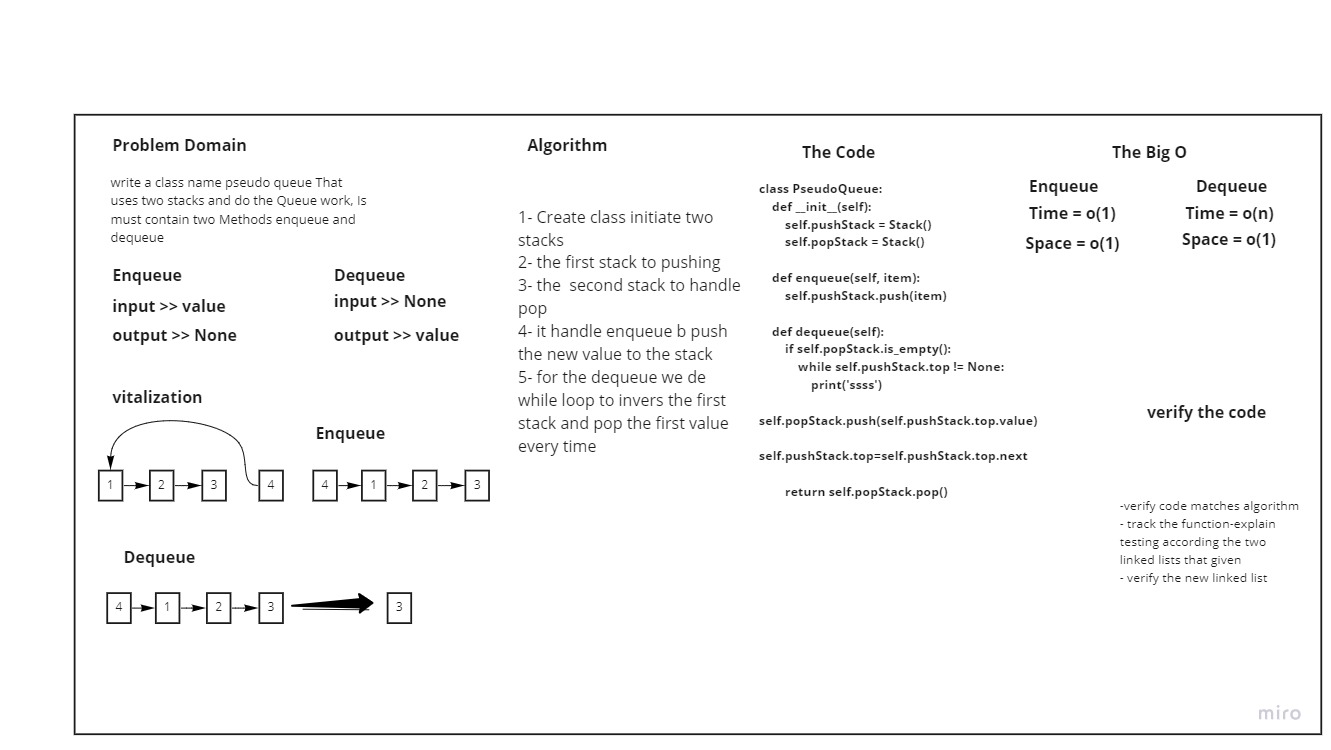 Problem Domain
write a class name pseudo queue That
uses two stacks and do the Queue work, Is
must contain two Methods enqueue and
dequeue
Enqueue
input >> value
output >> None
Dequeue
input >> None
output >> value
vitalization
1
2
3
4
Enqueue
4
1
2
3
Dequeue
4
1
2
3
3
Algorithm
1- Create class initiate two
stacks
2- the first stack to pushing
3- the  second stack to handle
pop
4- it handle enqueue b push
the new value to the stack
5- for the dequeue we de
while loop to invers the first
stack and pop the first value
every time
The Code
class PseudoQueue:
    def __init__(self):
        self.pushStack = Stack()
        self.popStack = Stack()
    def enqueue(self, item):
        self.pushStack.push(item)
    def dequeue(self):
        if self.popStack.is_empty():
            while self.pushStack.top != None:
                print('ssss')
self.popStack.push(self.pushStack.top.value)
self.pushStack.top=self.pushStack.top.next
        return self.popStack.pop()
The Big O
Enqueue
Time = o(1)
Space = o(1)
Dequeue
Time = o(n)
Space = o(1)
verify the code
-verify code matches algorithm
- track the function-explain
testing according the two
linked lists that given
- verify the new linked list
miro